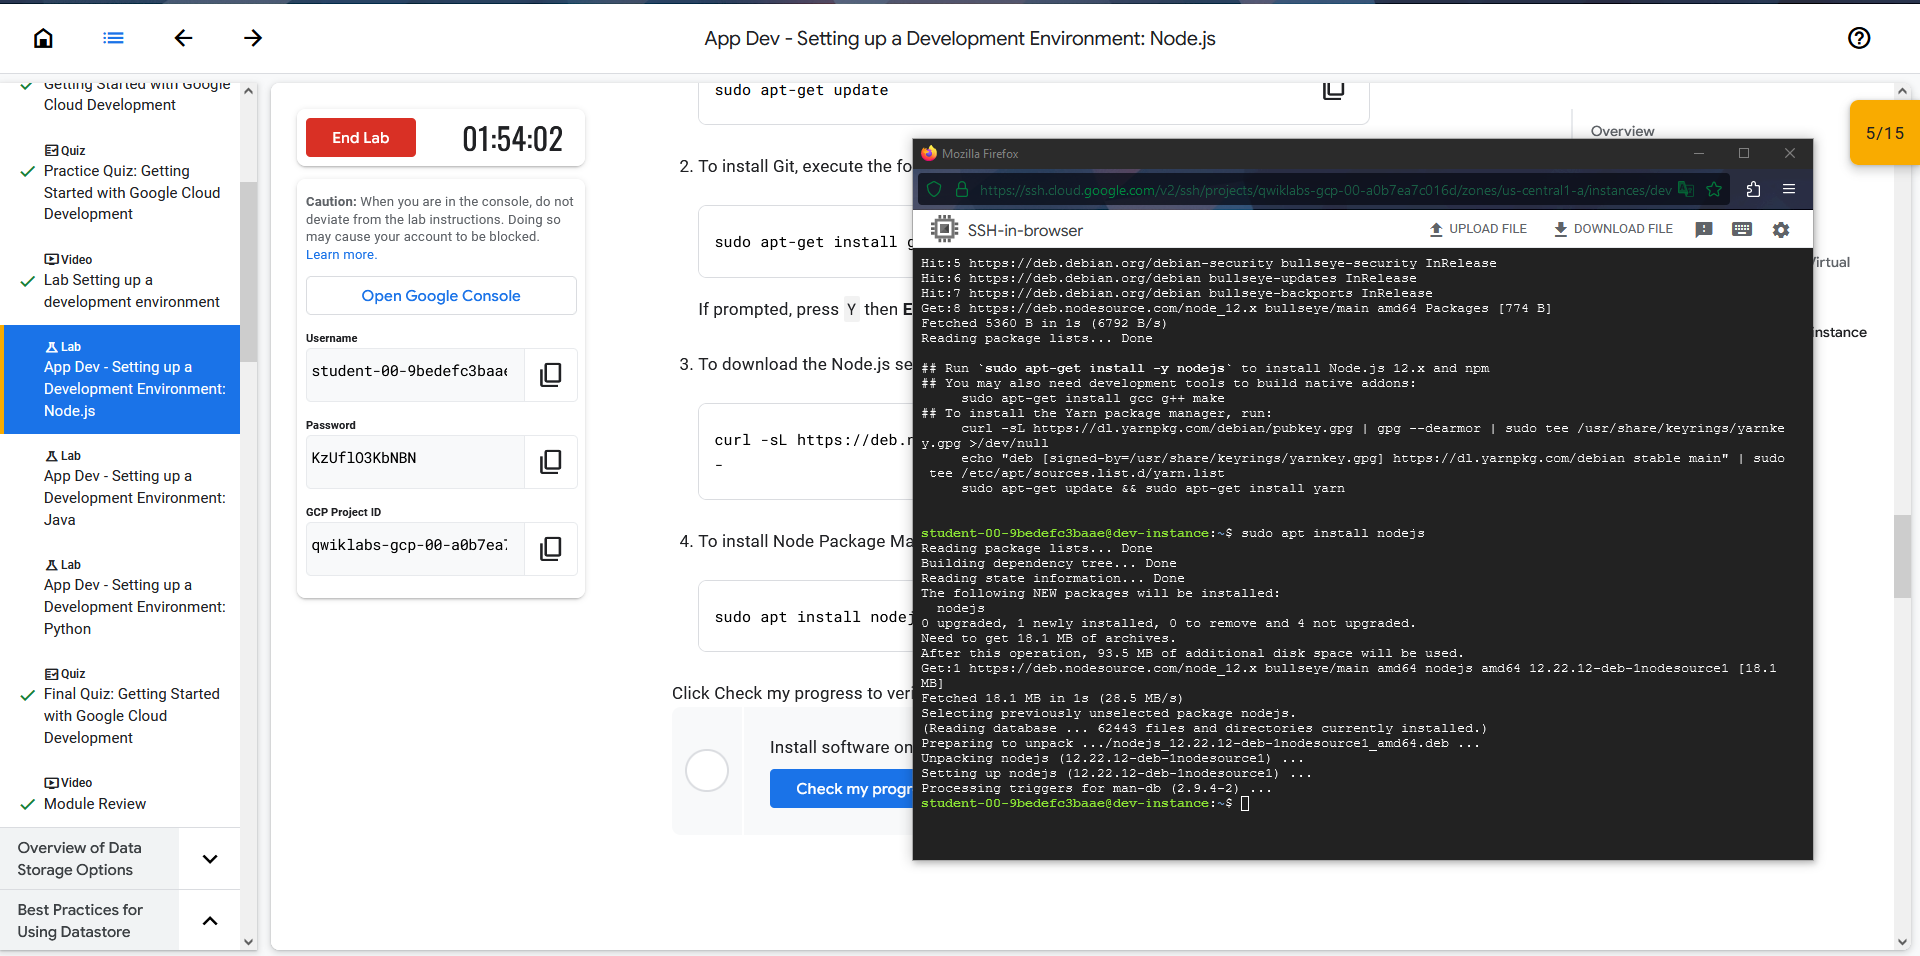 App Dev - Setting up a Development Environment: Node.js
Getting Started with Google
Cloud Development
Quiz
Practice Quiz: Getting
Started with Google Cloud
Development
Video
Lab Setting up a
development environment
Lab
App Dev - Setting up a
Development Environment:
Node.js
Lab
App Dev - Setting up a
Development Environment:
Java
Lab
App Dev - Setting up a
Development Environment:
Python
Quiz
Final Quiz: Getting Started
with Google Cloud
Development
Video
Module Review
Overview of Data
Storage Options
Best Practices for
Using Datastore
End Lab
01:54:02
Caution: When you are in the console, do not
deviate from the lab instructions. Doing so
may cause your account to be blocked.
Learn more.
Open Google Console
Username
student-00-9bedefc3baae
Password
KzUflO3KbNBN
GCP Project ID
qwiklabs-gcp-00-a0b7ea7
sudo apt-get update
2. To install Git, execute the fo
sudo apt-get install g
If prompted, press Y then E
3. To download the Node.js se
curl -sL https://deb.n
-
4. To install Node Package Ma
sudo apt install nodej
Click Check my progress to veri
Install software on
Check my progr
Overview
5/15
Virtual
instance
Mozilla Firefox
https://ssh.cloud.google.com/v2/ssh/projects/qwiklabs-gcp-00-a0b7ea7c016d/zones/us-central1-a/instances/dev
SSH-in-browser
UPLOAD FILE
DOWNLOAD FILE
Hit:5 https://deb.debian.org/debian-security bullseye-security InRelease
Hit:6 https://deb.debian.org/debian bullseye-updates InRelease
Hit:7 https://deb.debian.org/debian bullseye-backports InRelease
Get:8 https://deb.nodesource.com/node_12.x bullseye/main amd64 Packages [774 B]
Fetched 5360 B in 1s (6792 B/s)
Reading package lists... Done
## Run `sudo apt-get install -y nodejs` to install Node.js 12.x and npm
## You may also need development tools to build native addons:
sudo apt-get install gcc g++ make
## To install the Yarn package manager, run:
curl -sL https://dl.yarnpkg.com/debian/pubkey.gpg | gpg --dearmor | sudo tee /usr/share/keyrings/yarnke
y.gpg >/dev/null
echo "deb [signed-by=/usr/share/keyrings/yarnkey.gpg] https://dl.yarnpkg.com/debian stable main" | sudo
tee /etc/apt/sources.list.d/yarn.list
sudo apt-get update && sudo apt-get install yarn
student-00-9bedefc3baae@dev-instance:~$ sudo apt install nodejs
Reading package lists... Done
Building dependency tree... Done
Reading state information... Done
The following NEW packages will be installed:
nodejs
0 upgraded, 1 newly installed, 0 to remove and 4 not upgraded.
Need to get 18.1 MB of archives.
After this operation, 93.5 MB of additional disk space will be used.
Get:1 https://deb.nodesource.com/node_12.x bullseye/main amd64 nodejs amd64 12.22.12-deb-1nodesource1 [18.1
MB]
Fetched 18.1 MB in 1s (28.5 MB/s)
Selecting previously unselected package nodejs.
(Reading database ... 62443 files and directories currently installed.)
Preparing to unpack .../nodejs_12.22.12-deb-1nodesource1_amd64.deb ...
Unpacking nodejs (12.22.12-deb-1nodesource1) ...
Setting up nodejs (12.22.12-deb-1nodesource1) ...
Processing triggers for man-db (2.9.4-2) ...
student-00-9bedefc3baae@dev-instance:~$